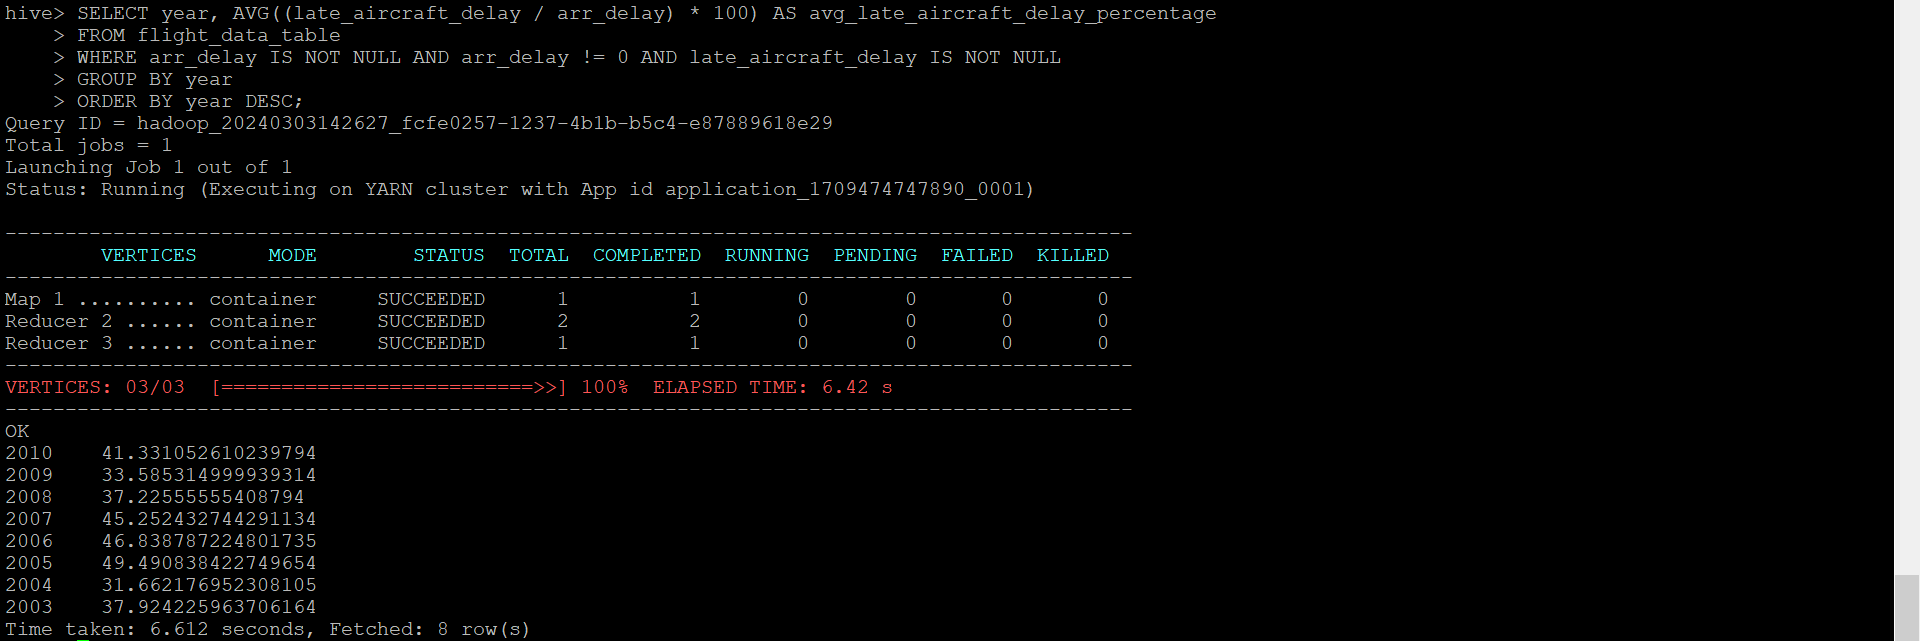 hive> SELECT year, AVG((late_aircraft_delay / arr_delay) * 100) AS avg_late_aircraft_delay_percentage
    > FROM flight_data_table
    > WHERE arr_delay IS NOT NULL AND arr_delay != 0 AND late_aircraft_delay IS NOT NULL
    > GROUP BY year
    > ORDER BY year DESC;
Query ID = hadoop_20240303142627_fcfe0257-1237-4b1b-b5c4-e87889618e29
Total jobs = 1
Launching Job 1 out of 1
Status: Running (Executing on YARN cluster with App id application_1709474747890_0001)
----------------------------------------------------------------------------------------------
        VERTICES      MODE        STATUS  TOTAL  COMPLETED  RUNNING  PENDING  FAILED  KILLED
----------------------------------------------------------------------------------------------
Map 1 .......... container     SUCCEEDED      1          1        0        0       0       0
Reducer 2 ...... container     SUCCEEDED      2          2        0        0       0       0
Reducer 3 ...... container     SUCCEEDED      1          1        0        0       0       0
----------------------------------------------------------------------------------------------
VERTICES: 03/03  [==========================>>] 100%  ELAPSED TIME: 6.42 s
----------------------------------------------------------------------------------------------
OK
2010    41.331052610239794
2009    33.585314999939314
2008    37.22555555408794
2007    45.252432744291134
2006    46.838787224801735
2005    49.490838422749654
2004    31.662176952308105
2003    37.924225963706164
Time taken: 6.612 seconds, Fetched: 8 row(s)